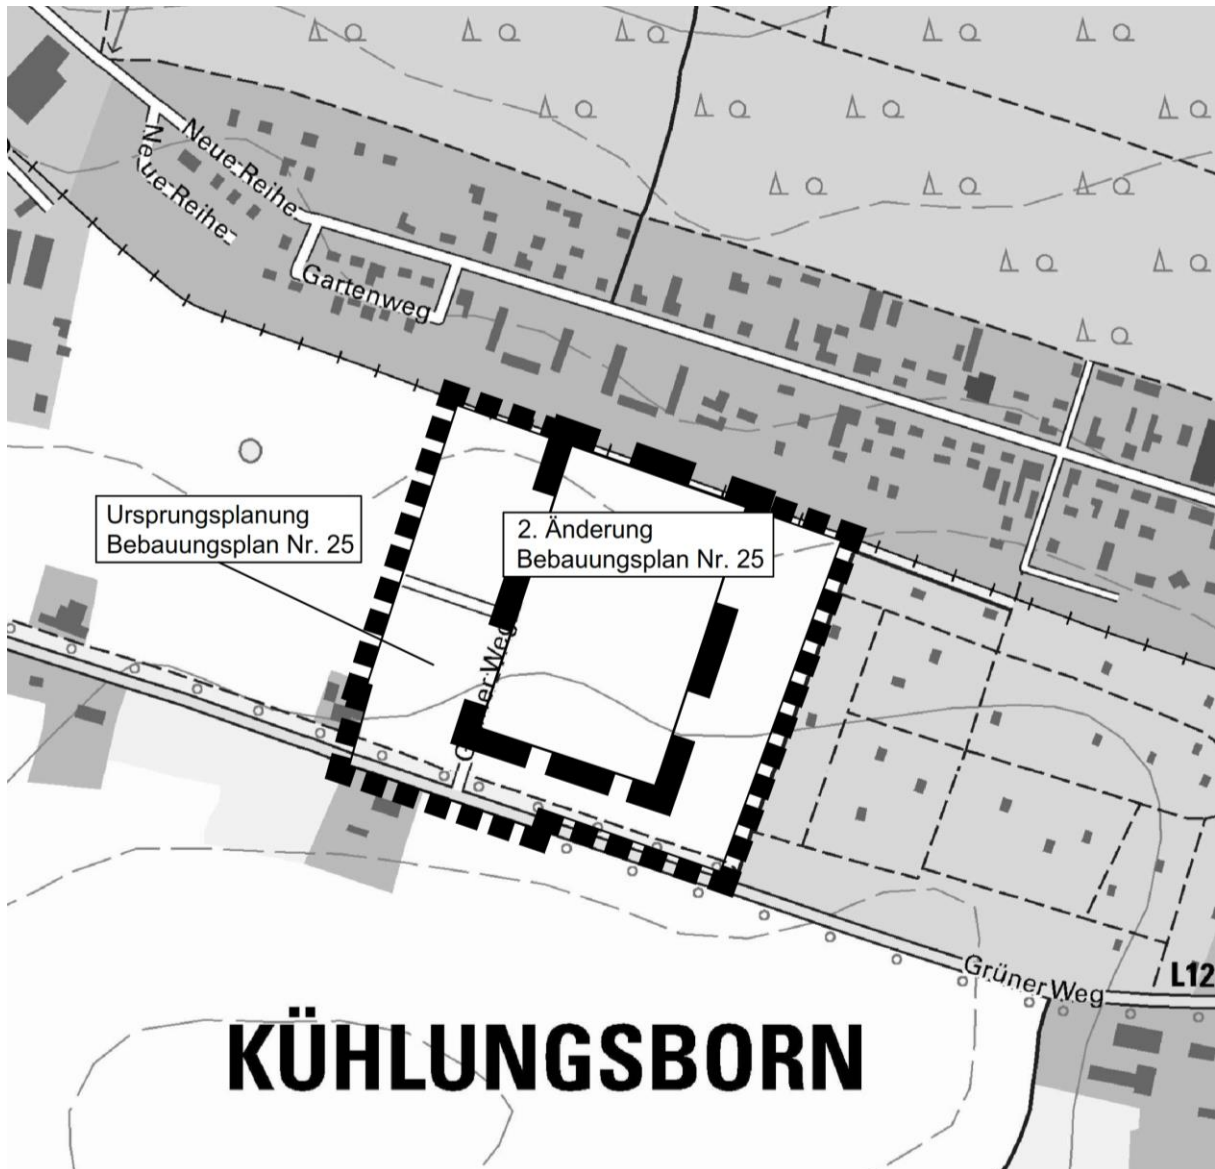 Neue Reihe
Neue Reihe
Gartenweg
Ursprungsplanung
Bebauungsplan Nr. 25
2. Änderung
Bebauungsplan Nr. 25
er Weg
G
Grüner Weg
L12
KÜHLUNGSBORN